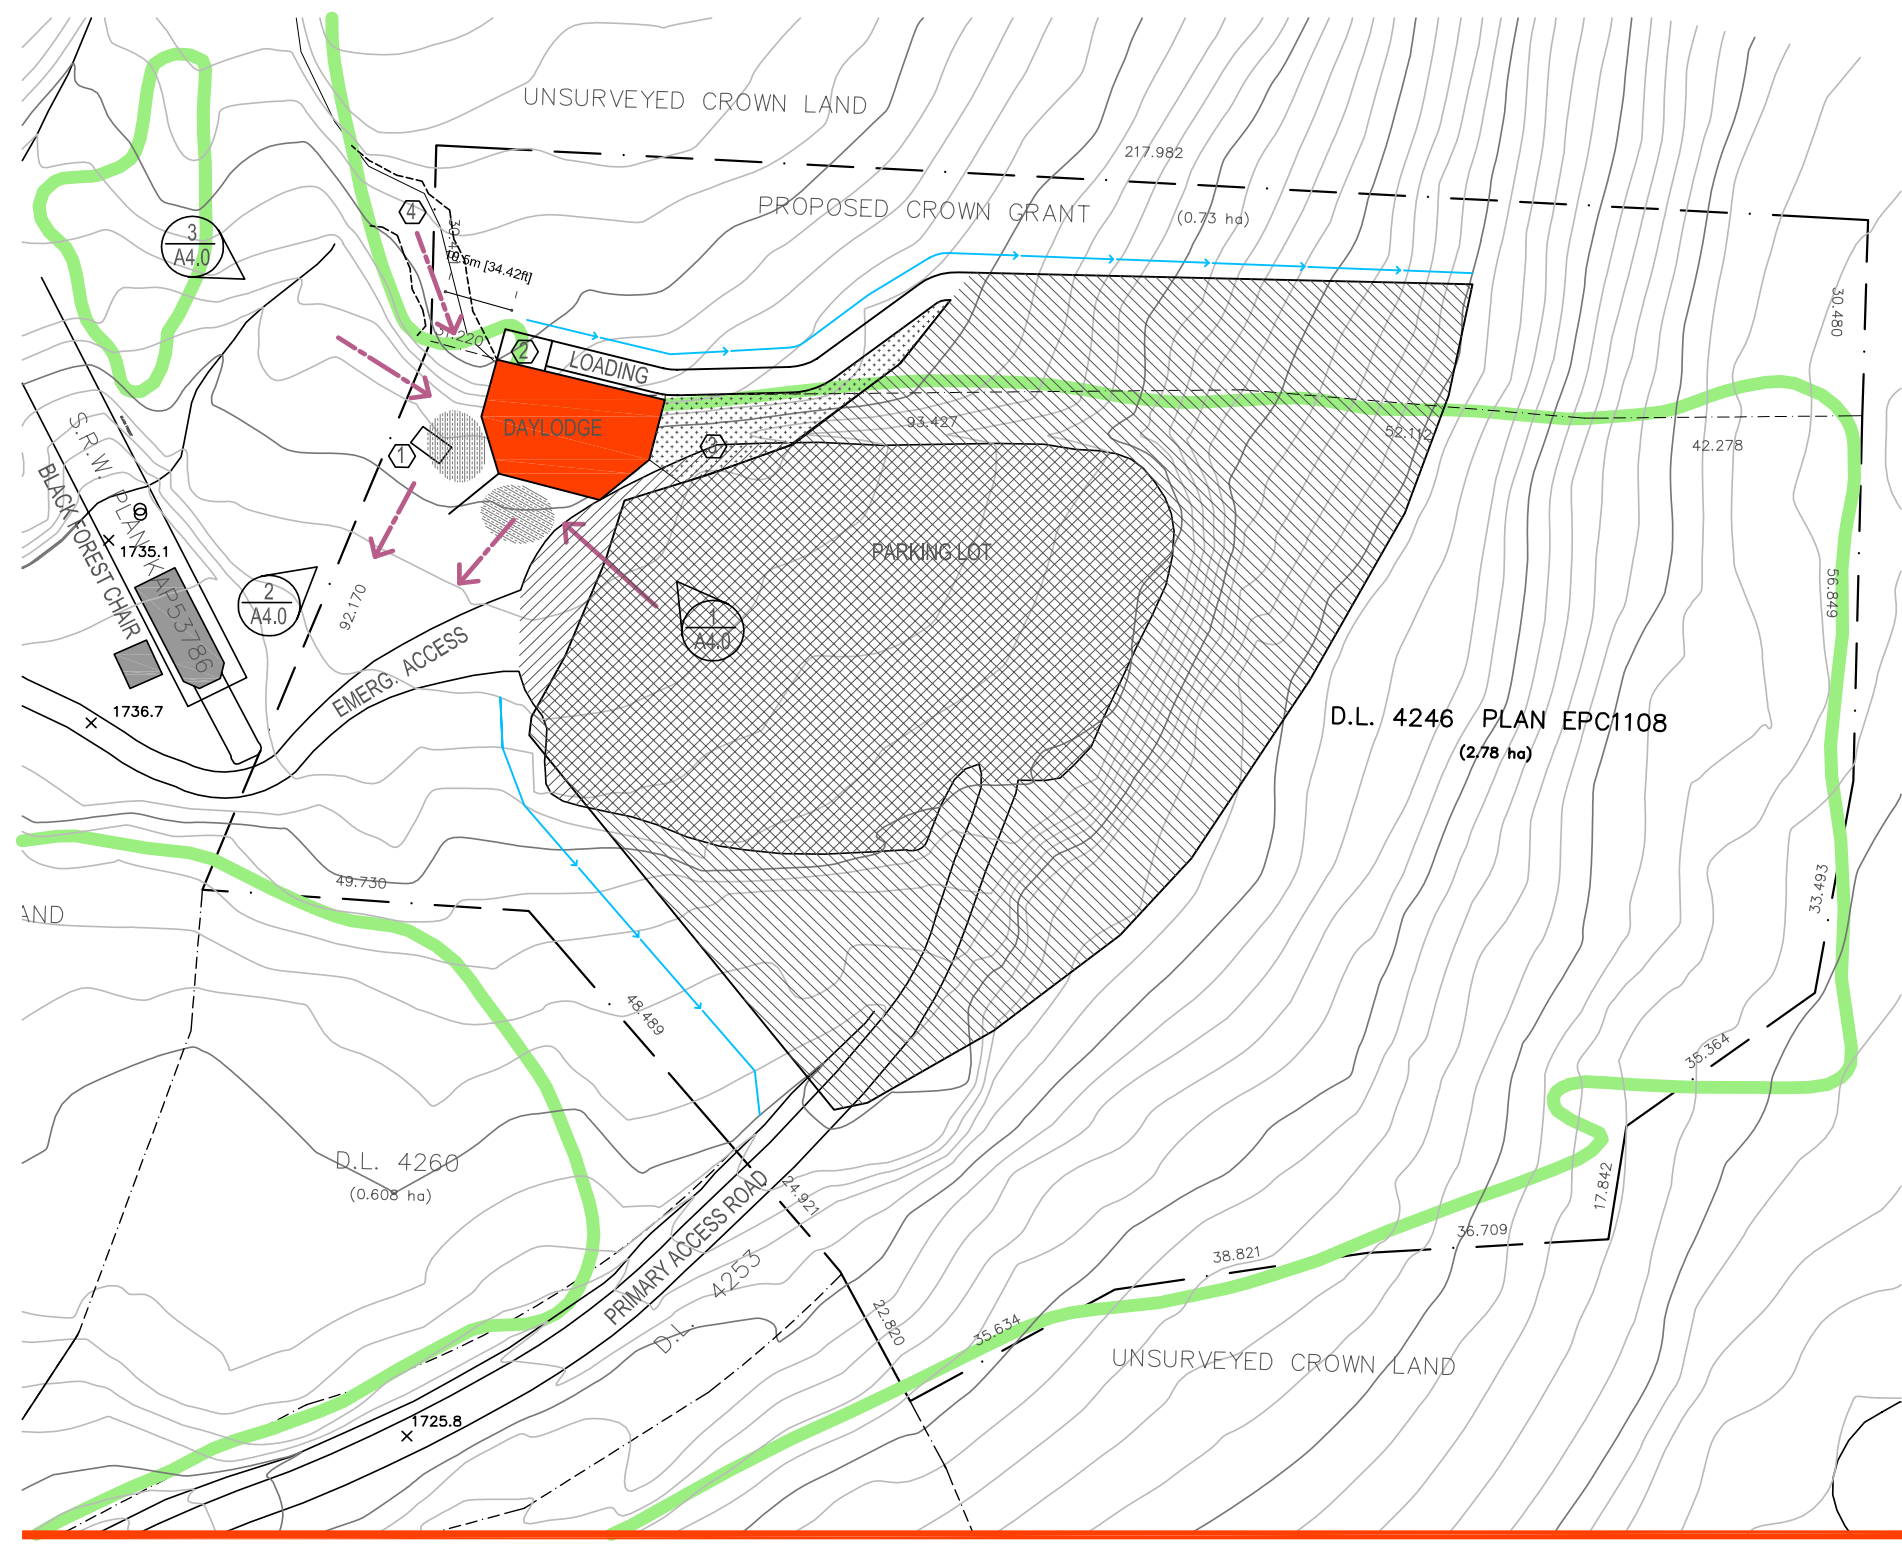 UNSURVEYED CROWN LAND
217.982
PROPOSED CROWN GRANT
(0.73 ha)
4
3
A4.0
10.5m [34.42ft]
30.480
2
LOADING
DAYLODGE
3
93.427
52.112
42.278
1
S.R.W. PLAN KAP53786
BLACK FOREST CHAIR
1735.1
PARKING LOT
2
A4.0
92.170
1
A4.0
56.849
EMERG. ACCESS
1736.7
D.L. 4246 PLAN EPC1108
(2.78 ha)
49.730
33.493
AND
48.489
35.364
D.L. 4260
(0.608 ha)
24.921
17.842
PRIMARY ACCESS ROAD
36.709
38.821
D.L. 4253
22.820
35.634
UNSURVEYED CROWN LAND
1725.8